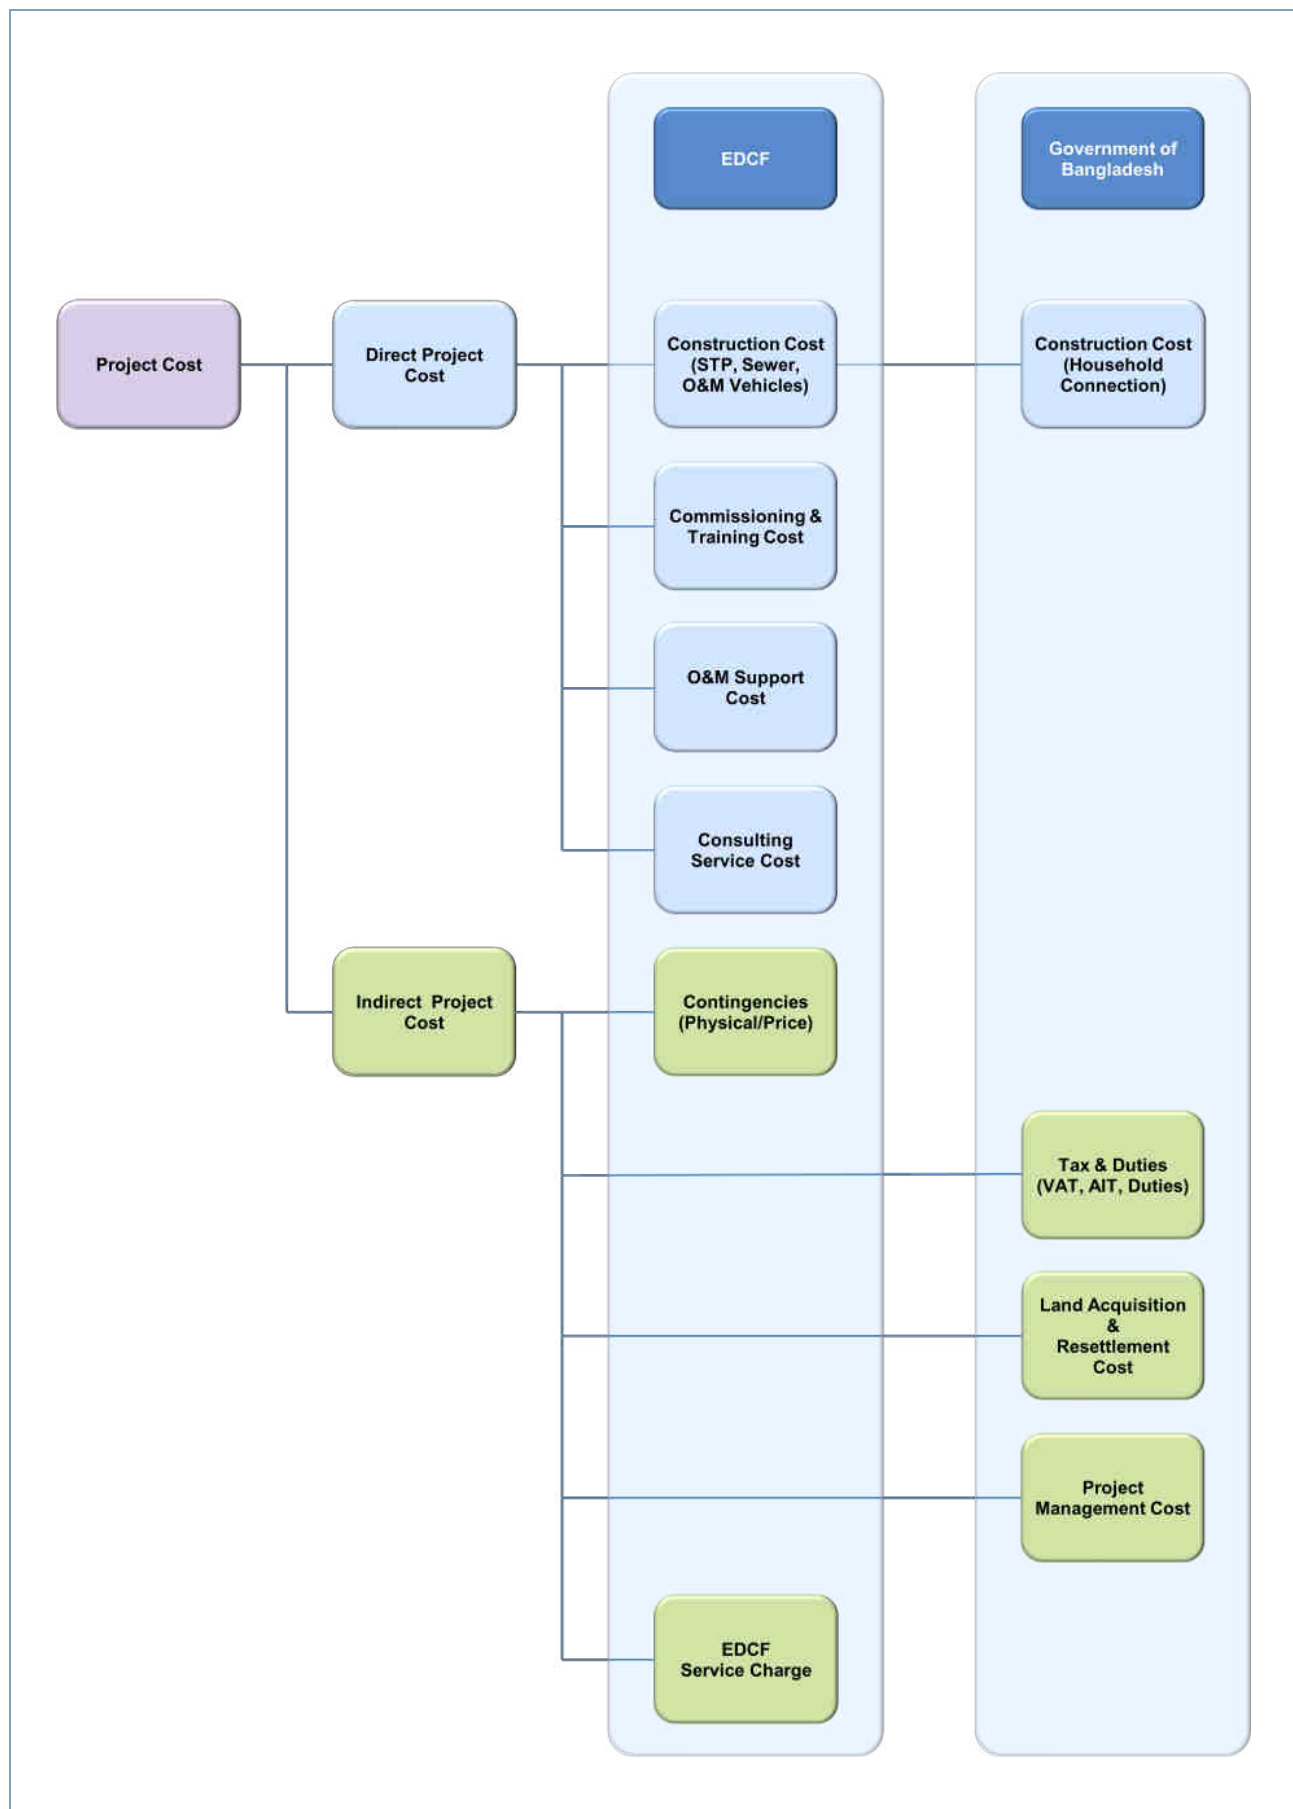 EDCF
Government of
Bangladesh
Project Cost
Direct Project
Cost
Construction Cost
(STP, Sewer,
O&M Vehicles)
Construction Cost
(Household
Connection)
Commissioning &
Training Cost
O&M Support
Cost
Consulting
Service Cost
Indirect Project
Cost
Contingencies
(Physical/Price)
Tax & Duties
(VAT, AIT, Duties)
Land Acquisition
&
Resettlement
Cost
Project
Management Cost
EDCF
Service Charge